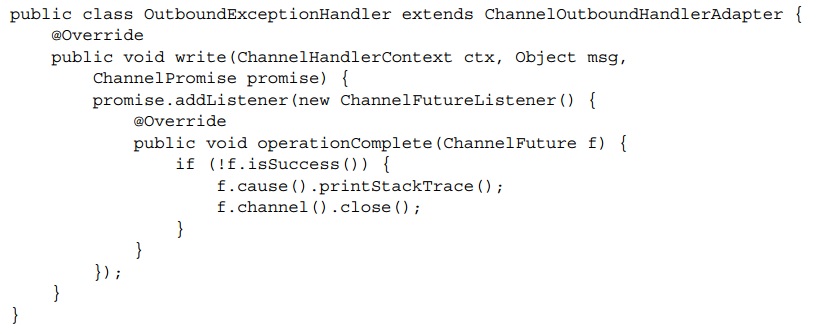 public class OutboundExceptionHandler extends ChannelOutboundHandlerAdapter {
    @Override
    public void write(ChannelHandlerContext ctx, Object msg,
        ChannelPromise promise) {
        promise.addListener(new ChannelFutureListener() {
            @Override
            public void operationComplete(ChannelFuture f) {
                if (!f.isSuccess()) {
                    f.cause().printStackTrace();
                    f.channel().close();
                }
            }
        });
    }
}